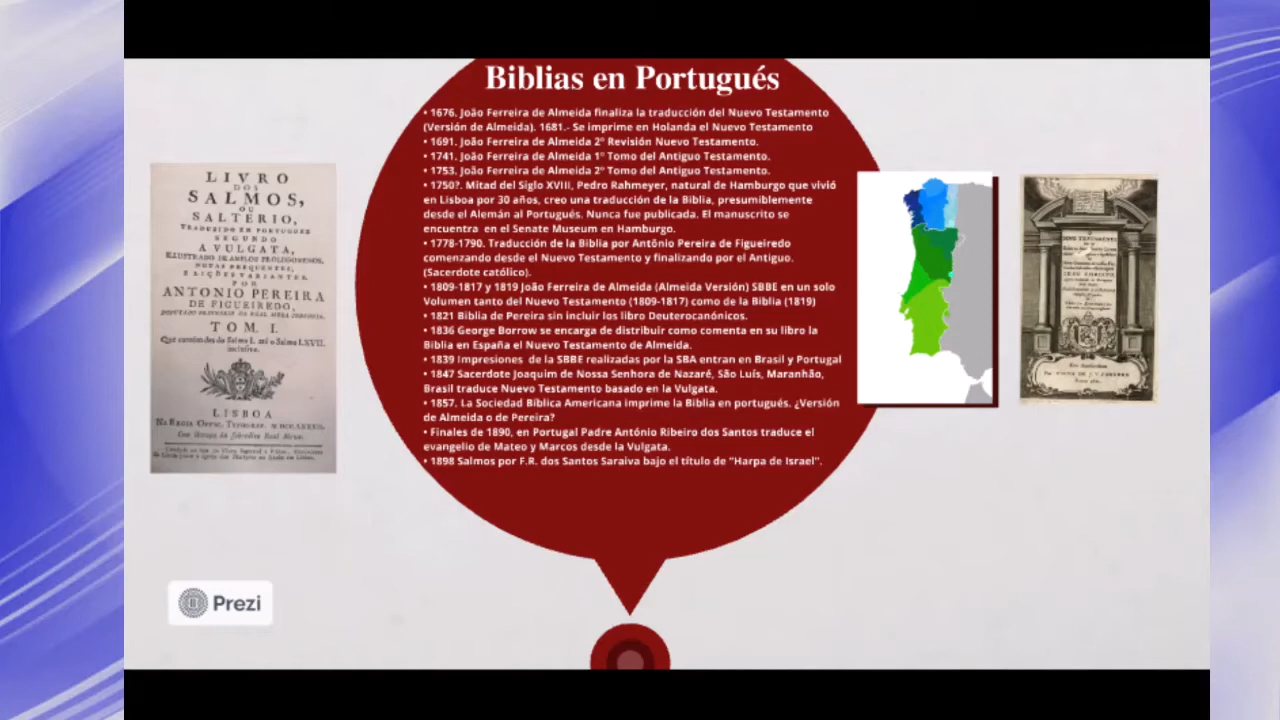 Biblias en Portugués
• 1676. João Ferreira de Almeida finaliza la traducción del Nuevo Testamento
(Versión de Almeida). 1681.- Se imprime en Holanda el Nuevo Testamento
• 1691. João Ferreira de Almeida 2º Revisión Nuevo Testamento.
• 1741. João Ferreira de Almeida 1º Tomo del Antiguo Testamento.
• 1753. João Ferreira de Almeida 2º Tomo del Antiguo Testamento.
• 1750?. Mitad del Siglo XVIII, Pedro Rahmeyer, natural de Hamburgo que vivió
en Lisboa por 30 años, creo una traducción de la Biblia, presumiblemente
desde el Alemán al Portugués. Nunca fue publicada. El manuscrito se
encuentra en el Senate Museum en Hamburgo.
• 1778-1790. Traducción de la Biblia por Antônio Pereira de Figueiredo
comenzando desde el Nuevo Testamento y finalizando por el Antiguo.
(Sacerdote católico).
• 1809-1817 y 1819 João Ferreira de Almeida (Almeida Versión) SBBE en un solo
Volumen tanto del Nuevo Testamento (1809-1817) como de la Biblia (1819)
• 1821 Biblia de Pereira sin incluir los libro Deuterocanónicos.
• 1836 George Borrow se encarga de distribuir como comenta en su libro la
Biblia en España el Nuevo Testamento de Almeida.
• 1839 Impresiones de la SBBE realizadas por la SBA entran en Brasil y Portugal
• 1847 Sacerdote Joaquim de Nossa Senhora de Nazaré, São Luís, Maranhão,
Brasil traduce Nuevo Testamento basado en la Vulgata.
• 1857. La Sociedad Bíblica Americana imprime la Biblia en portugués. ¿Versión
de Almeida o de Pereira?
• Finales de 1890, en Portugal Padre António Ribeiro dos Santos traduce el
evangelio de Mateo y Marcos desde la Vulgata.
• 1898 Salmos por F.R. dos Santos Saraiva bajo el título de "Harpa de Israel".
LIVRO
DOS
SALMOS,
OU
SALTERIO,
TRADUZIDO EM PORTUGUEZ
SEGUNDO
A VULGATA,
ILLUSTRADO DE AMPLOS PROLEGOMENOS,
NOTAS FREQUENTES,
E LIÇÕES VARIANTES.
POR
ANTONIO PEREIRA
DE FIGUEIREDO,
TOM. I.
LISBOA
Prezi